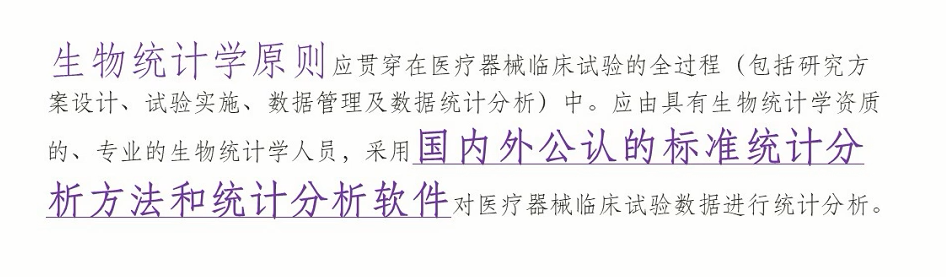 生物统计学原则应贯穿在医疗器械临床试验的全过程（包括研究方
案设计、试验实施、数据管理及数据统计分析）中。应由具有生物统计学资质
的、专业的生物统计学人员，采用国内外公认的标准统计分
析方法和统计分析软件对医疗器械临床试验数据进行统计分析。